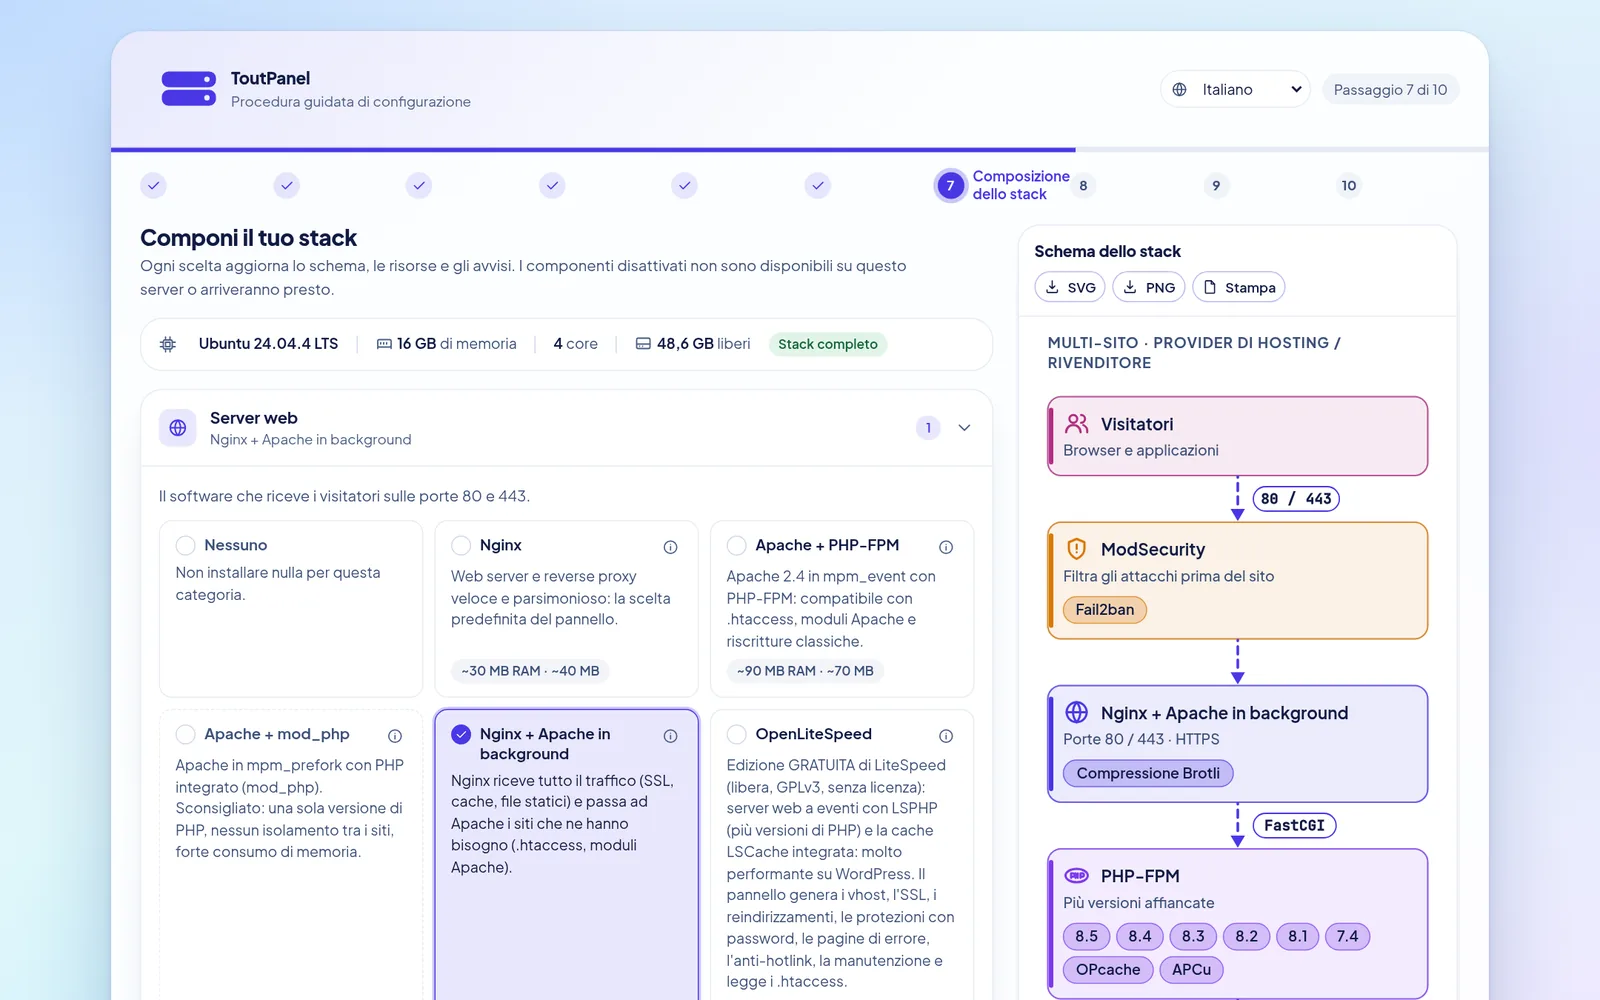 ToutPanel
Procedura guidata di configurazione
Italiano
Passaggio 7 di 10
7
Composizione
dello stack
8
9
10
Componi il tuo stack
Ogni scelta aggiorna lo schema, le risorse e gli avvisi. I componenti disattivati non sono disponibili su questo
server o arriveranno presto.
Ubuntu 24.04.4 LTS
16 GB di memoria
4 core
48,6 GB liberi
Stack completo
Server web
Nginx + Apache in background
1
Il software che riceve i visitatori sulle porte 80 e 443.
Nessuno
Non installare nulla per questa
categoria.
Nginx
Web server e reverse proxy
veloce e parsimonioso: la scelta
predefinita del pannello.
~30 MB RAM · ~40 MB
Apache + PHP-FPM
Apache 2.4 in mpm_event con
PHP-FPM: compatibile con
.htaccess, moduli Apache e
riscritture classiche.
~90 MB RAM · ~70 MB
Apache + mod_php
Apache in mpm_prefork con PHP
integrato (mod_php).
Sconsigliato: una sola versione di
PHP, nessun isolamento tra i siti,
forte consumo di memoria.
Nginx + Apache in
background
Nginx riceve tutto il traffico (SSL,
cache, file statici) e passa ad
Apache i siti che ne hanno
bisogno (.htaccess, moduli
Apache).
OpenLiteSpeed
Edizione GRATUITA di LiteSpeed
(libera, GPLv3, senza licenza):
server web a eventi con LSPHP
(più versioni di PHP) e la cache
LSCache integrata: molto
performante su WordPress. Il
pannello genera i vhost, l'SSL, i
reindirizzamenti, le protezioni con
password, le pagine di errore,
l'anti-hotlink, la manutenzione e
legge i .htaccess.
Schema dello stack
SVG
PNG
Stampa
MULTI-SITO · PROVIDER DI HOSTING /
RIVENDITORE
Visitatori
Browser e applicazioni
80 / 443
ModSecurity
Filtra gli attacchi prima del sito
Fail2ban
Nginx + Apache in background
Porte 80 / 443 · HTTPS
Compressione Brotli
FastCGI
PHP-FPM
Più versioni affiancate
8.5 8.4 8.3 8.2 8.1 7.4
OPcache APCu